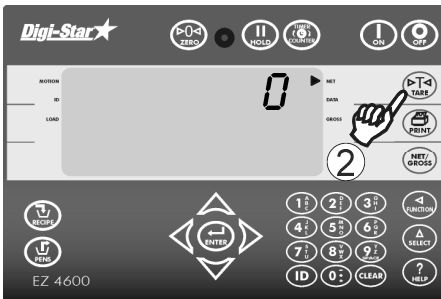 Digi-Star
ZERO
HOLD
TIMER
COUNTER
ON
OFF
MOTION
ID
LOAD
0
NET
DATA
GROSS
T
TARE
PRINT
NET/
GROSS
2
RECIPE
PENS
ENTER
1 A B C
2 D E F
3 G H I
FUNCTION
4 J K L
5 M N O
6 P Q R
SELECT
7 S T U
8 V W X
9 Y Z SPACE
ID
0
CLEAR
?
HELP
EZ 4600